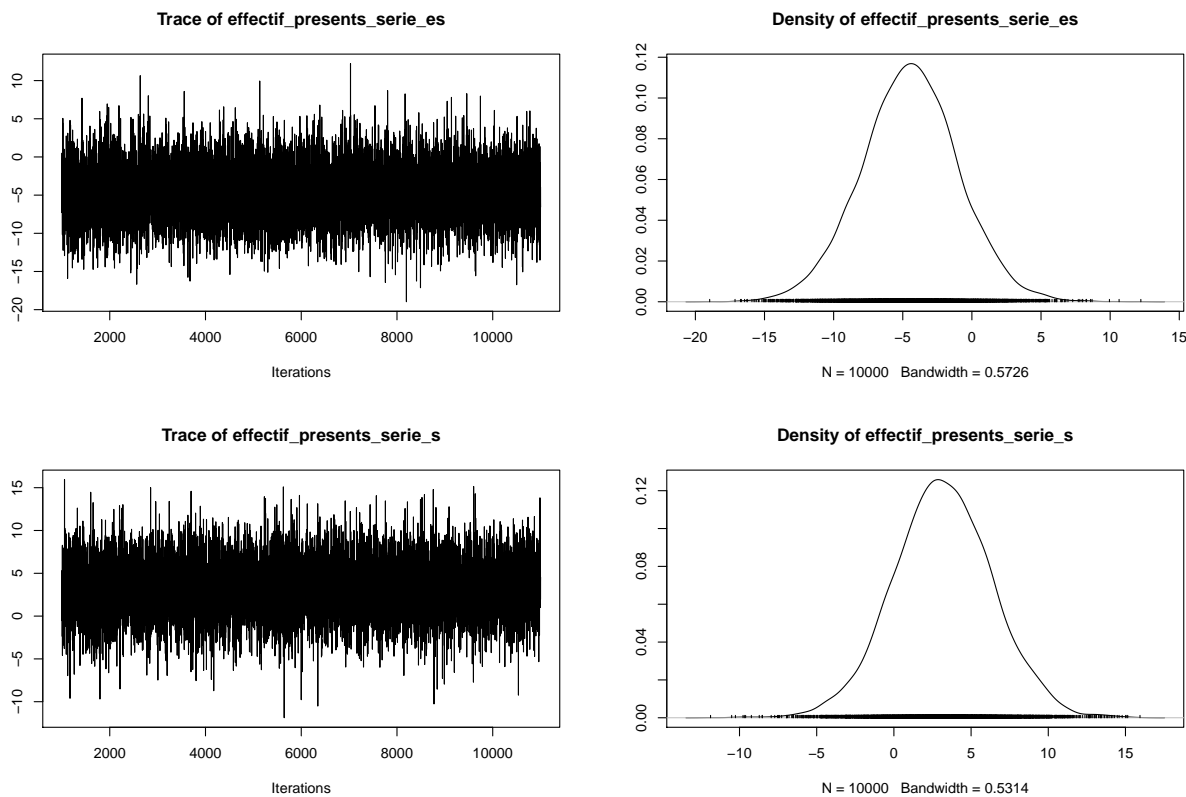 Trace of effectif_presents_serie_es
10
5
0
−5
−10
−15
−20
2000 4000 6000 8000 10000
Iterations
Density of effectif_presents_serie_es
0.12
0.10
0.08
0.06
0.04
0.02
0.00
−20 −15 −10 −5 0 5 10 15
N = 10000 Bandwidth = 0.5726
Trace of effectif_presents_serie_s
15
10
5
0
−5
−10
2000 4000 6000 8000 10000
Iterations
Density of effectif_presents_serie_s
0.12
0.08
0.04
0.00
−10 −5 0 5 10 15
N = 10000 Bandwidth = 0.5314